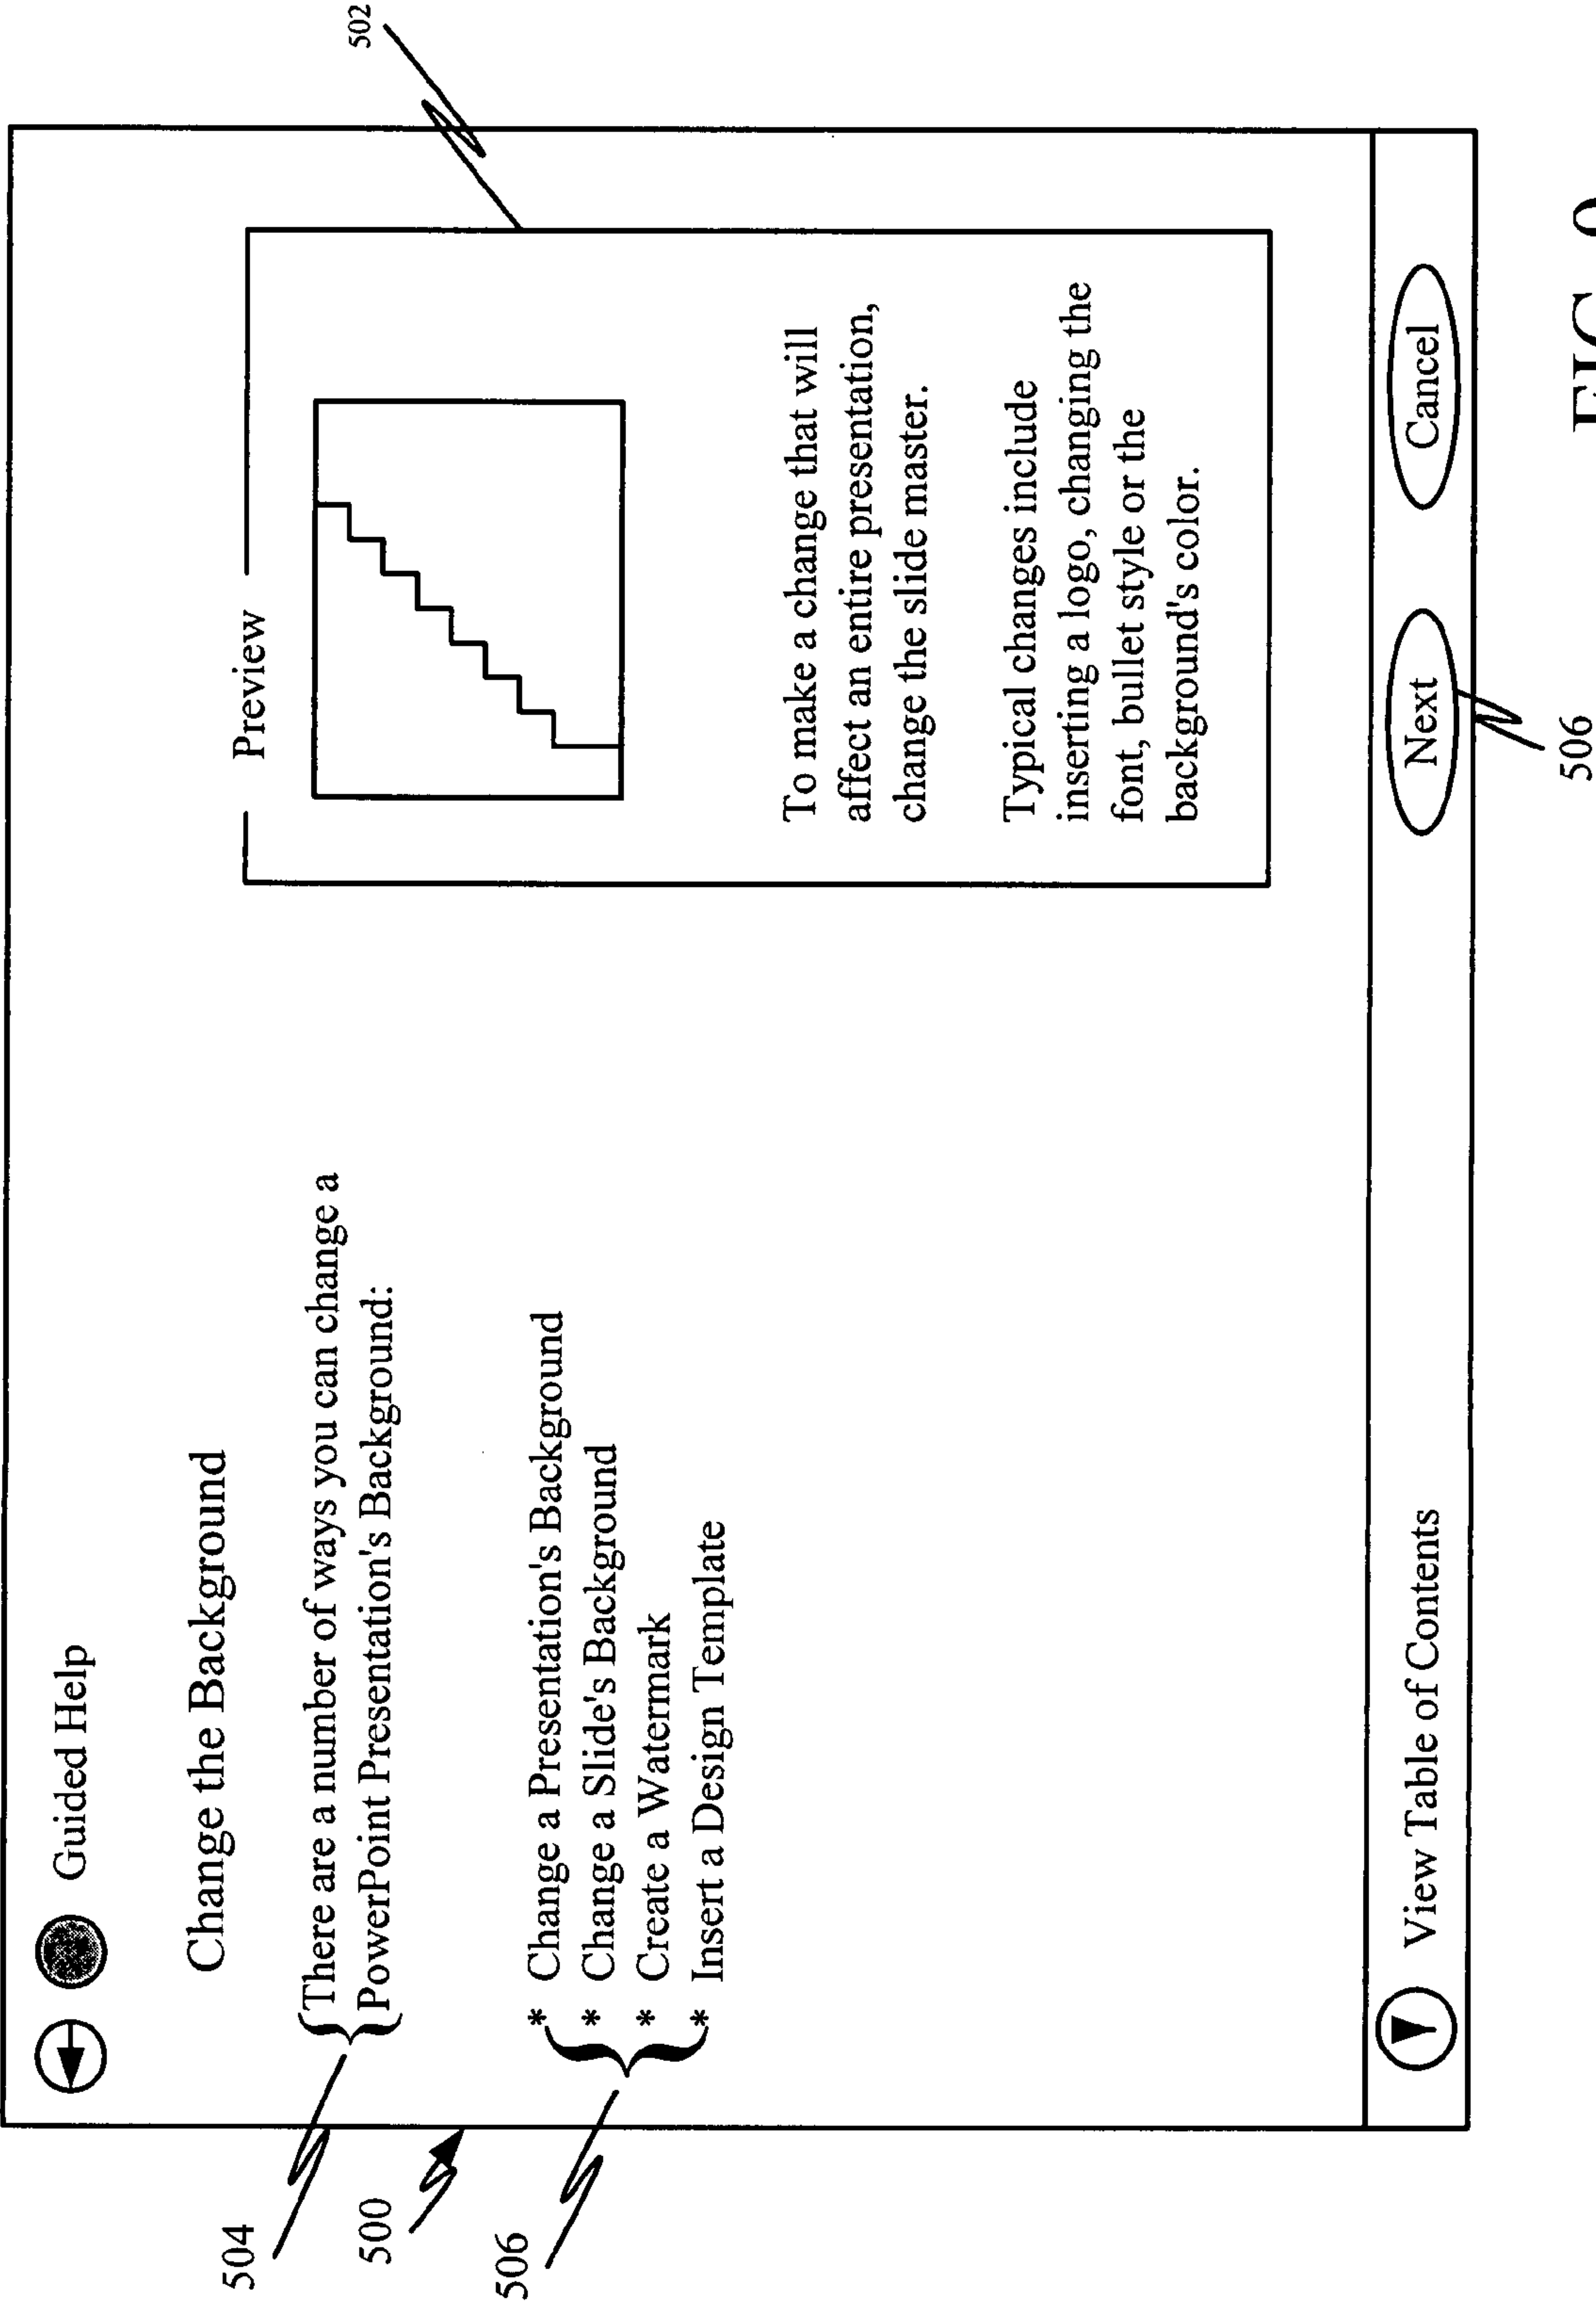 Guided Help
Change the Background
504
There are a number of ways you can change a
PowerPoint Presentation's Background:
500
506
* Change a Presentation's Background
* Change a Slide's Background
* Create a Watermark
* Insert a Design Template
502
Preview
To make a change that will
affect an entire presentation,
change the slide master.
Typical changes include
inserting a logo, changing the
font, bullet style or the
background's color.
View Table of Contents
Next
Cancel
506
FIG.